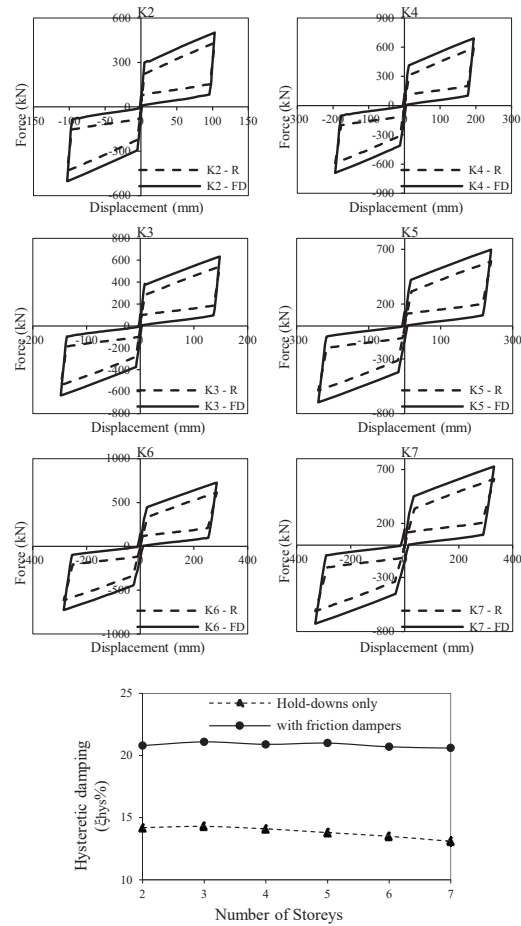 K2
600
300
0
-300
-600
-150 -100 -50 0 50 100 150
Force (kN)
K2 - R
K2 - FD
Displacement (mm)
K4
900
600
300
0
-300
-600
-900
-300 -200 -100 0 100 200 300
Force (kN)
K4 - R
K4 - FD
Displacement (mm)
K3
800
600
400
200
0
-200
-400
-600
-800
-200 -100 0 100 200
Force (kN)
K3 - R
K3 - FD
Displacement (mm)
K5
700
200
-300
-800
-300 -100 100 300
Force (kN)
K5 - R
K5 - FD
Displacement (mm)
K6
1000
500
0
-500
-1000
-400 -200 0 200 400
Force (kN)
K6 - R
K6 - FD
Displacement (mm)
K7
700
200
-300
-800
-400 -200 0 200 400
Force (kN)
K7 - R
K7 - FD
Displacement (mm)
Hysteretic damping
(ξhys%)
25
20
15
10
Hold-downs only
with friction dampers
2 3 4 5 6 7
Number of Storeys